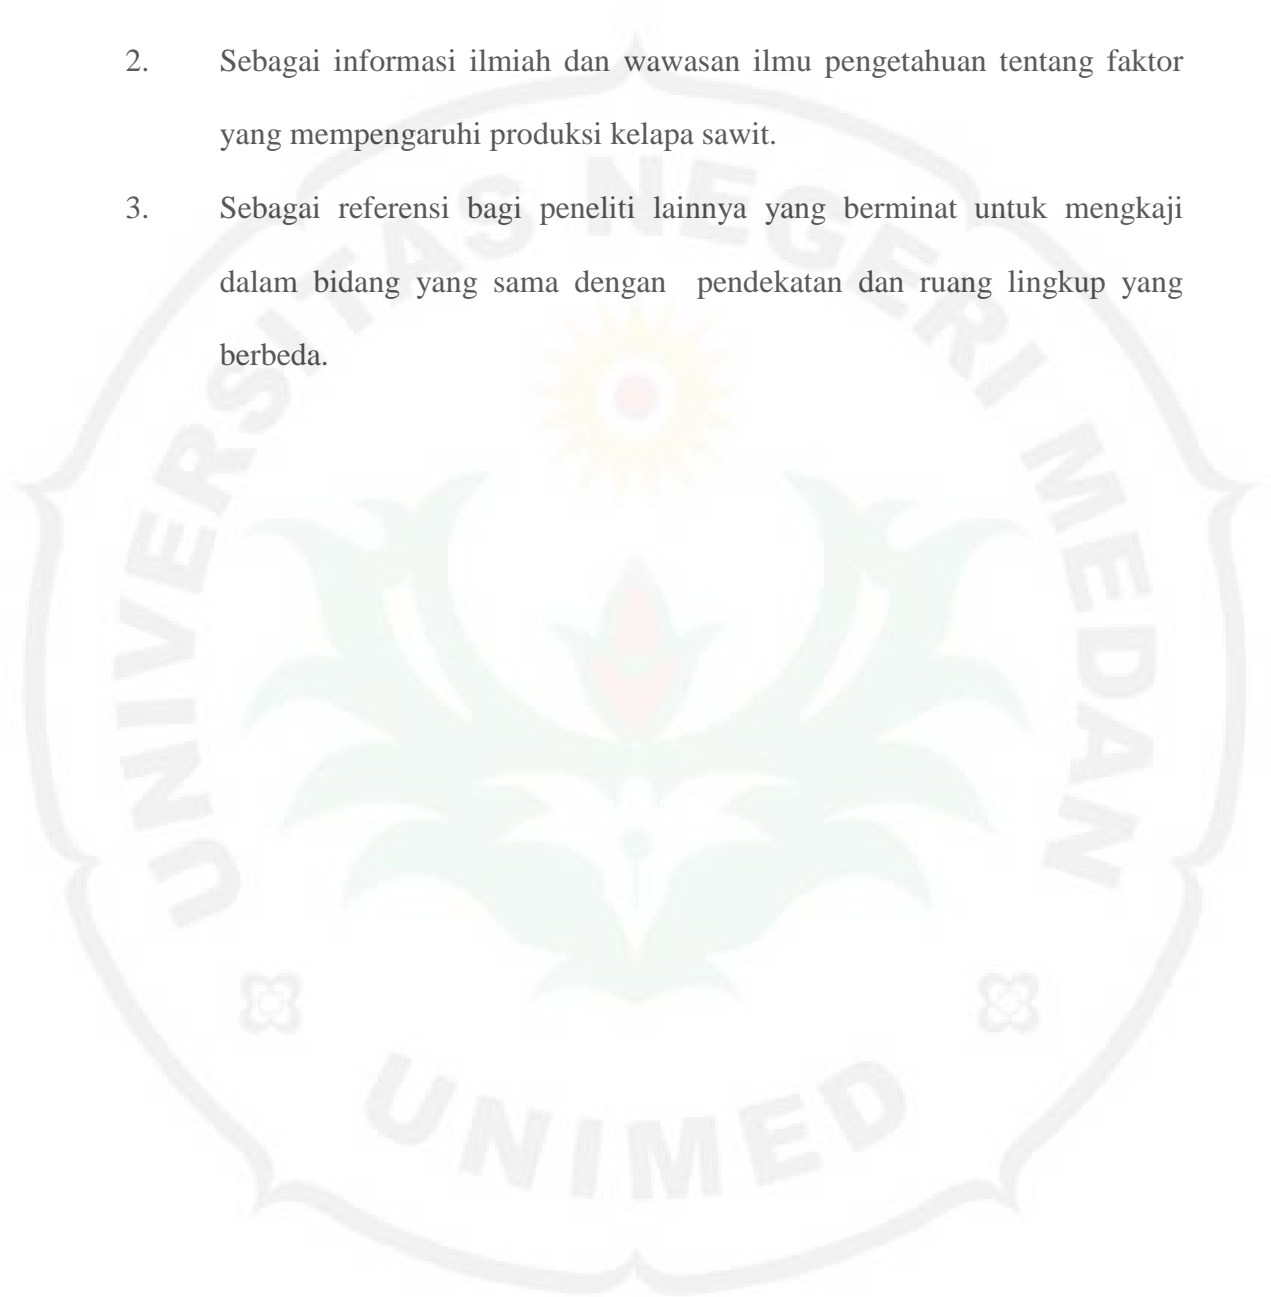 2. Sebagai informasi ilmiah dan wawasan ilmu pengetahuan tentang faktor
yang mempengaruhi produksi kelapa sawit.
3. Sebagai referensi bagi peneliti lainnya yang berminat untuk mengkaji
dalam bidang yang sama dengan pendekatan dan ruang lingkup yang
berbeda.
UNIVERSITAS NEGERI MEDAN
UNIMED